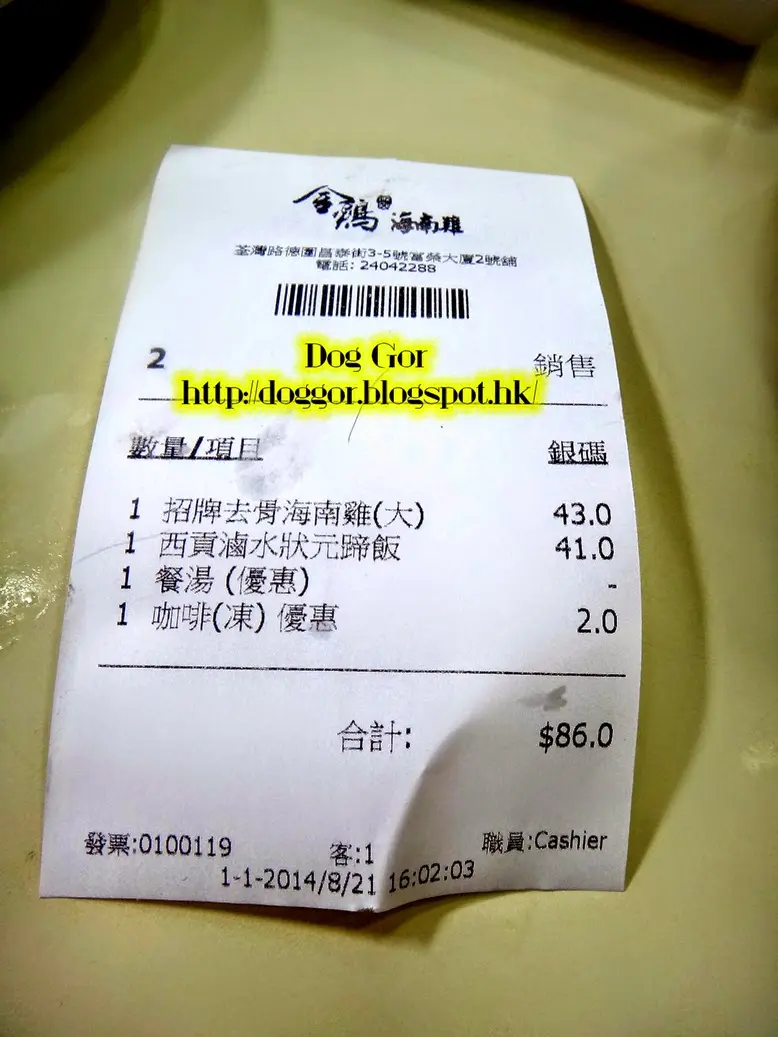 金鷄 海南雞
荃灣路德圍昌泰街3-5號富榮大廈2號舖
電話: 24042288
2 Dog Gor 銷售
http://doggor.blogspot.hk/
數量/項目 銀碼
1 招牌去骨海南雞(大) 43.0
1 西貢滷水狀元蹄飯 41.0
1 餐湯 (優惠) -
1 咖啡(凍) 優惠 2.0
合計: $86.0
發票:0100119 客:1 職員:Cashier
1-1-2014/8/21 16:02:03